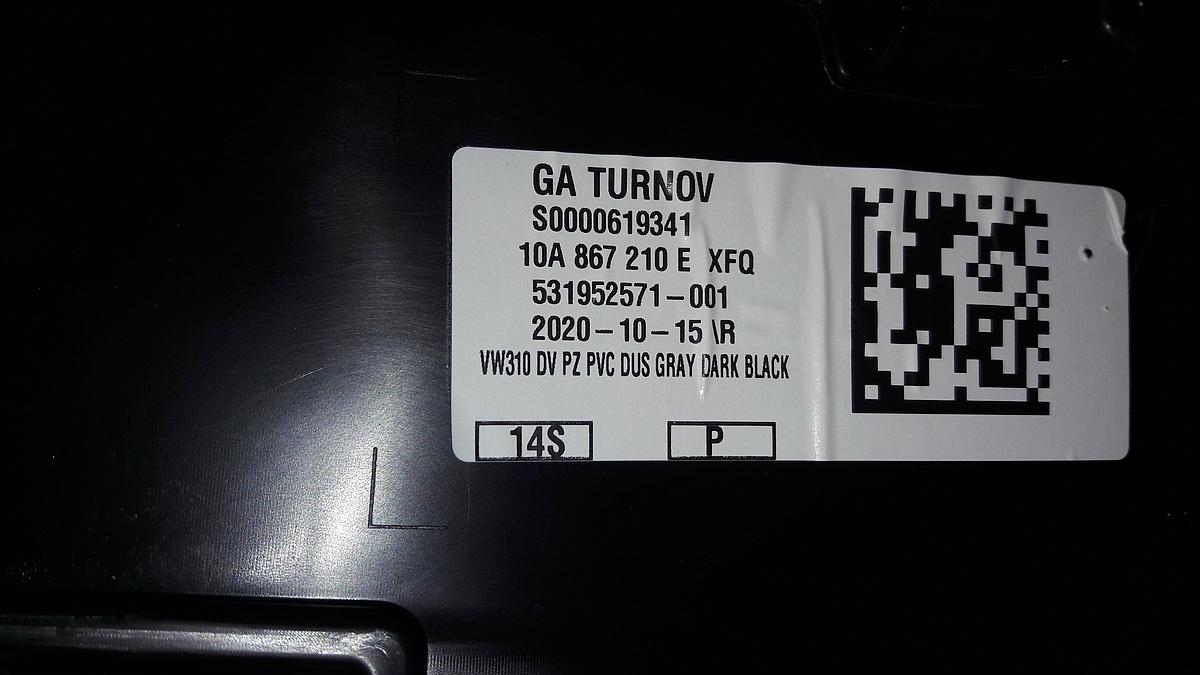 GA TURNOV
S0000619341
10A 867 210 E XFQ
531952571-001
2020-10-15 \R
VW310 DV PZ PVC DUS GRAY DARK BLACK
14S P